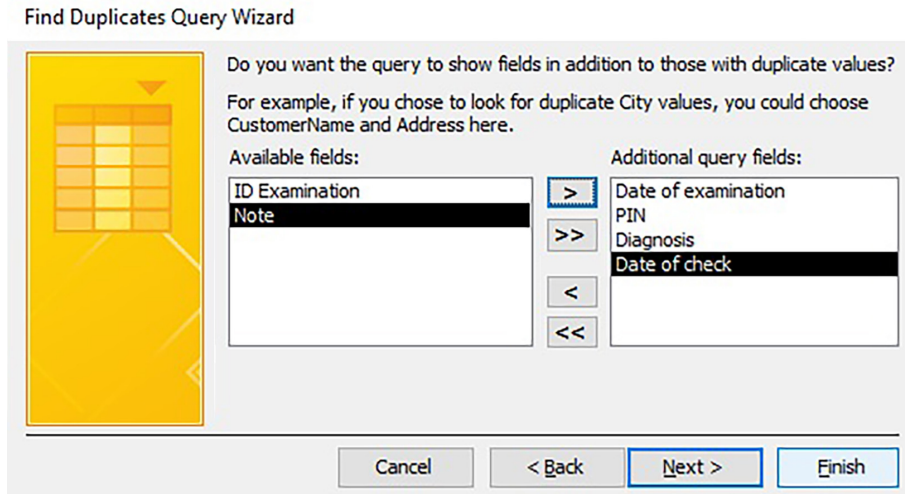 Find Duplicates Query Wizard
Do you want the query to show fields in addition to those with duplicate values?
For example, if you chose to look for duplicate City values, you could choose
CustomerName and Address here.
Available fields:
Additional query fields:
ID Examination
Note
>
>>
<
<<
Date of examination
PIN
Diagnosis
Date of check
Cancel
< Back
Next >
Finish